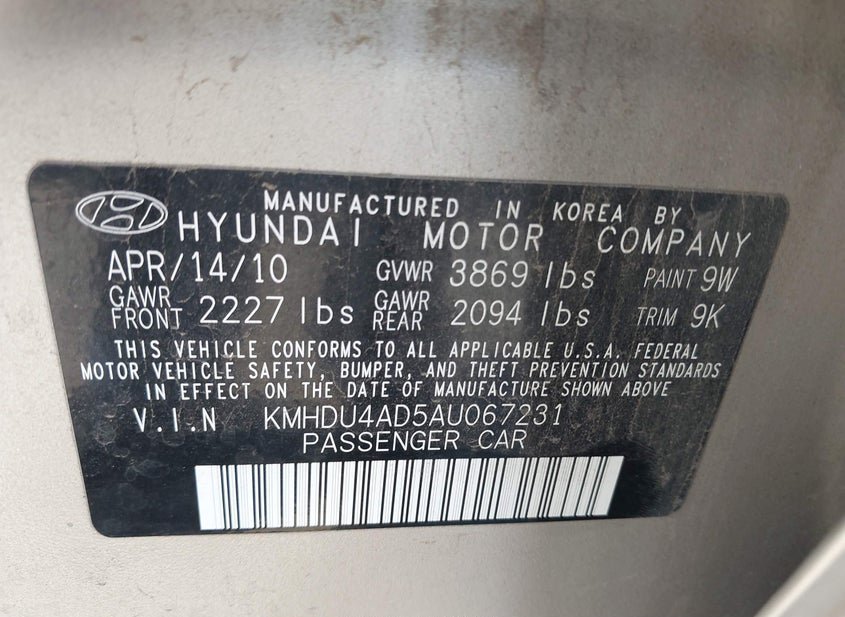 MANUFACTURED IN KOREA BY
HYUNDAI MOTOR COMPANY
APR/14/10 GVWR 3869 lbs PAINT 9W
GAWR FRONT 2227 lbs GAWR REAR 2094 lbs TRIM 9K
THIS VEHICLE CONFORMS TO ALL APPLICABLE U.S.A. FEDERAL
MOTOR VEHICLE SAFETY, BUMPER, AND THEFT PREVENTION STANDARDS
IN EFFECT ON THE DATE OF MANUFACTURE SHOWN ABOVE
V.I.N KMHDU4AD5AU067231
PASSENGER CAR